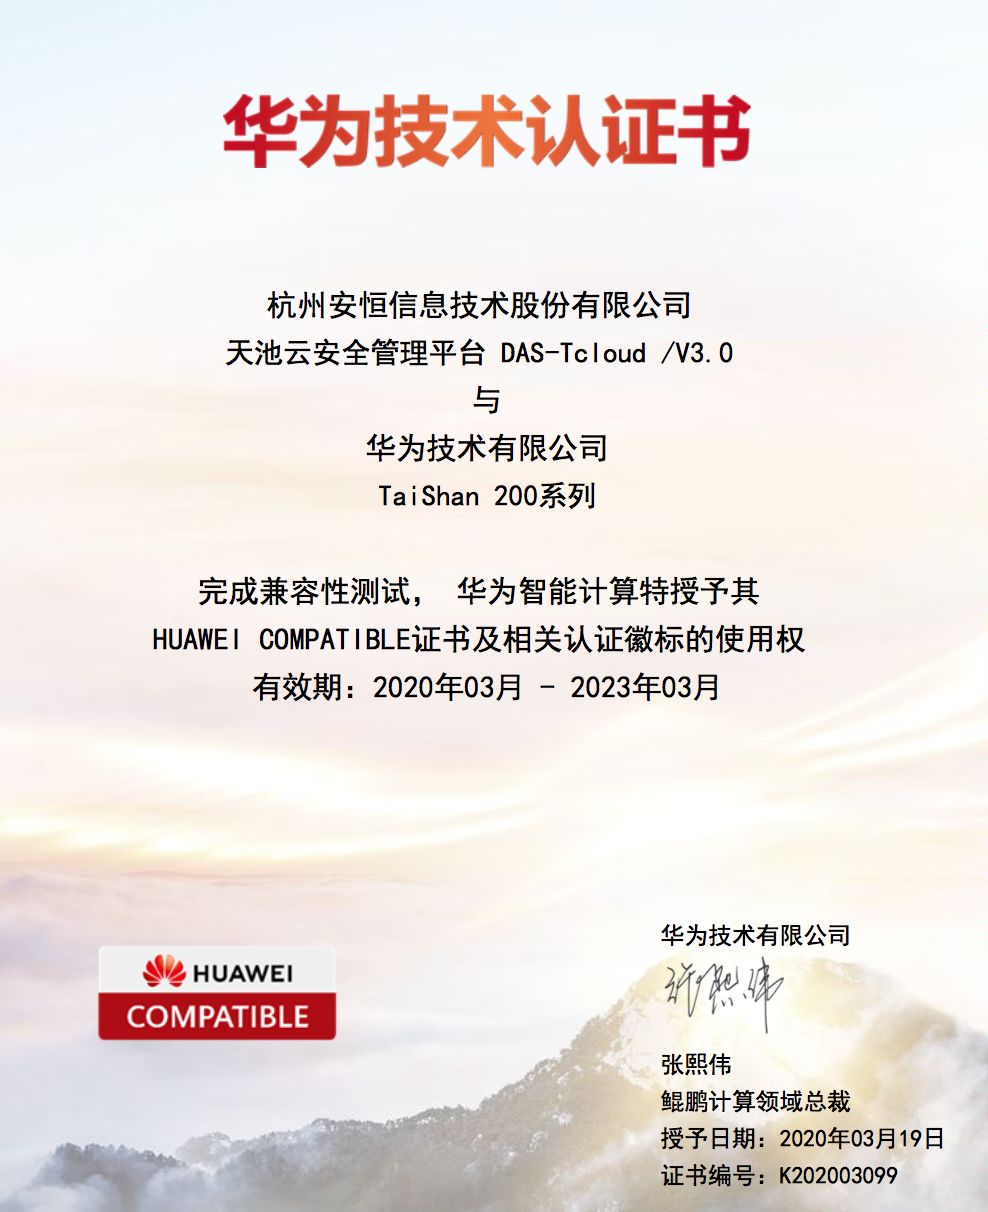 华为技术认证书
杭州安恒信息技术股份有限公司
天池云安全管理平台 DAS-Tcloud /V3.0
与
华为技术有限公司
TaiShan 200系列
完成兼容性测试， 华为智能计算特授予其
HUAWEI COMPATIBLE证书及相关认证徽标的使用权
有效期：2020年03月 - 2023年03月
HUAWEI
COMPATIBLE
华为技术有限公司
张熙伟
张熙伟
鲲鹏计算领域总裁
授予日期：2020年03月19日
证书编号：K202003099